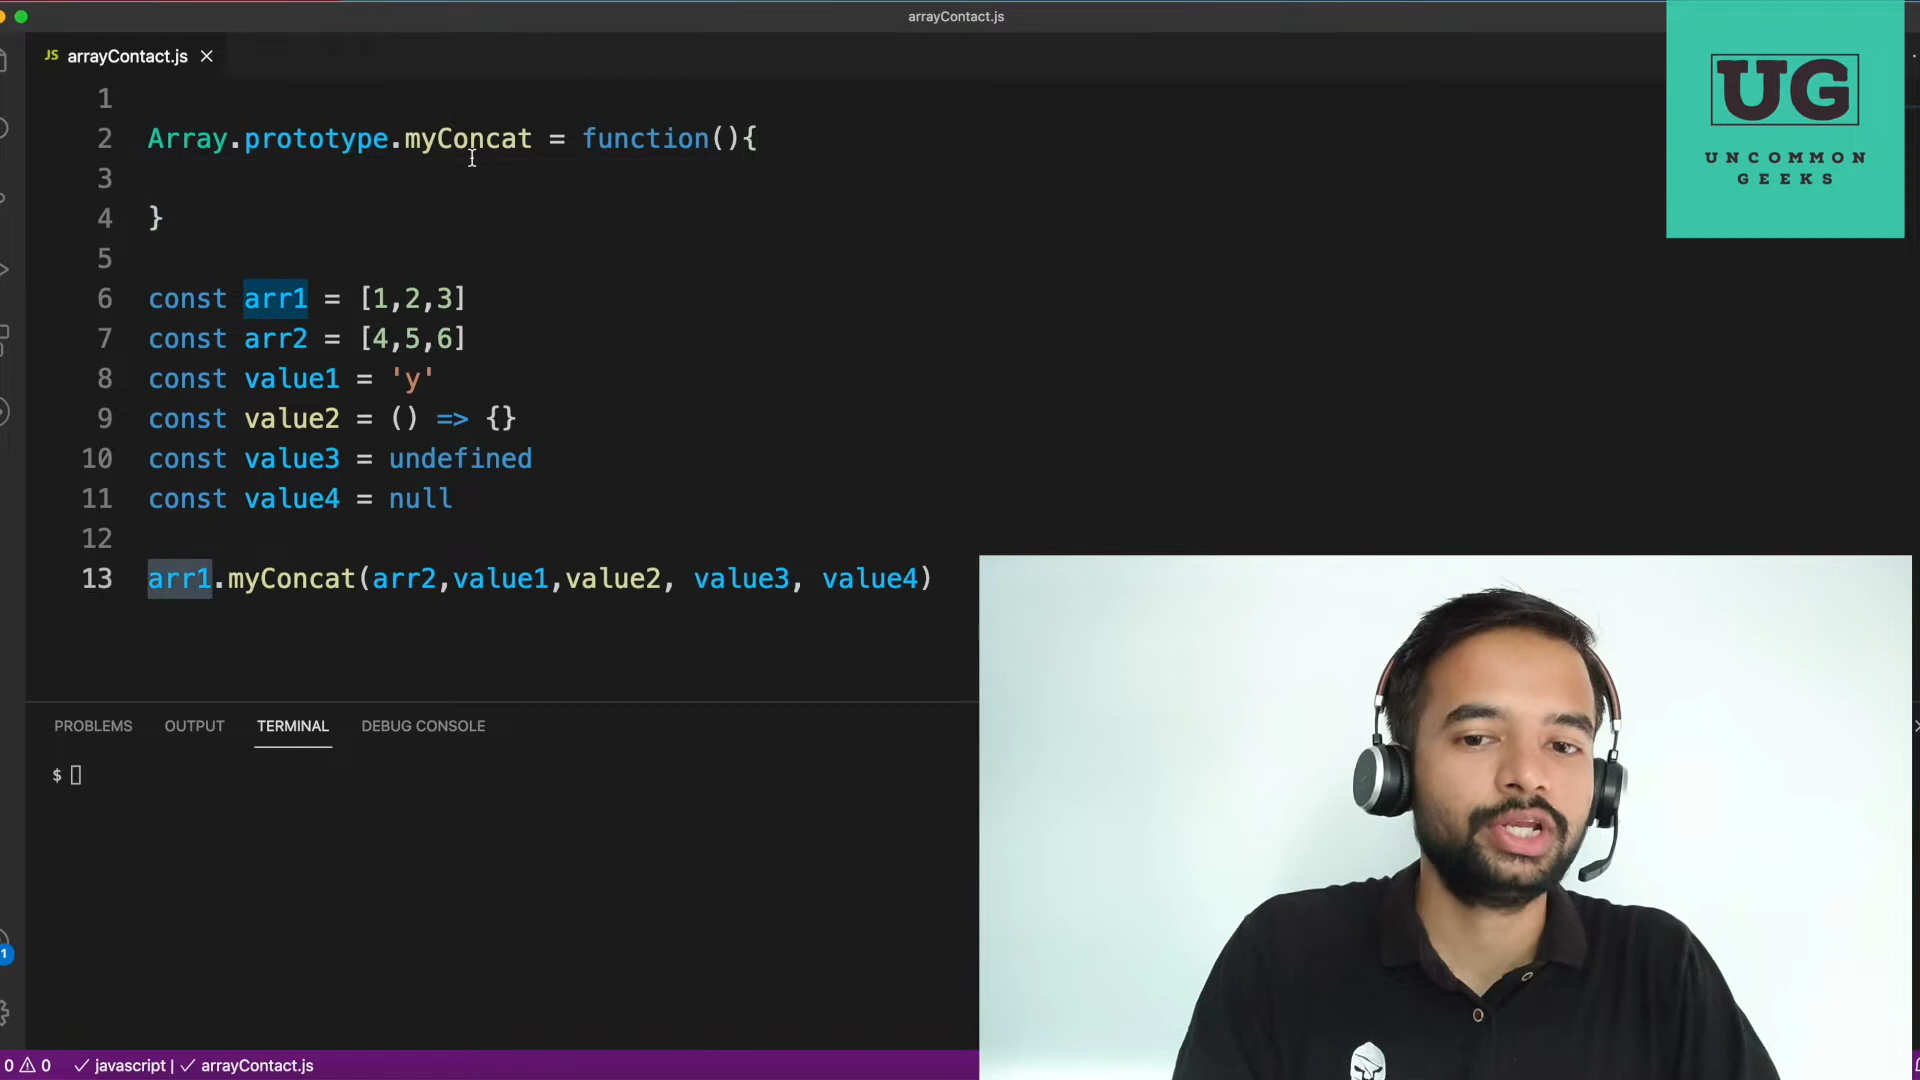 arrayContact.js
JS arrayContact.js
UG
UNCOMMON
GEEKS
1
2 Array.prototype.myConcat = function(){
3
4 }
5
6 const arr1 = [1,2,3]
7 const arr2 = [4,5,6]
8 const value1 = 'y'
9 const value2 = () => {}
10 const value3 = undefined
11 const value4 = null
12
13 arr1.myConcat(arr2,value1,value2, value3, value4)
PROBLEMS OUTPUT TERMINAL DEBUG CONSOLE
$
1
0 0 javascript | arrayContact.js